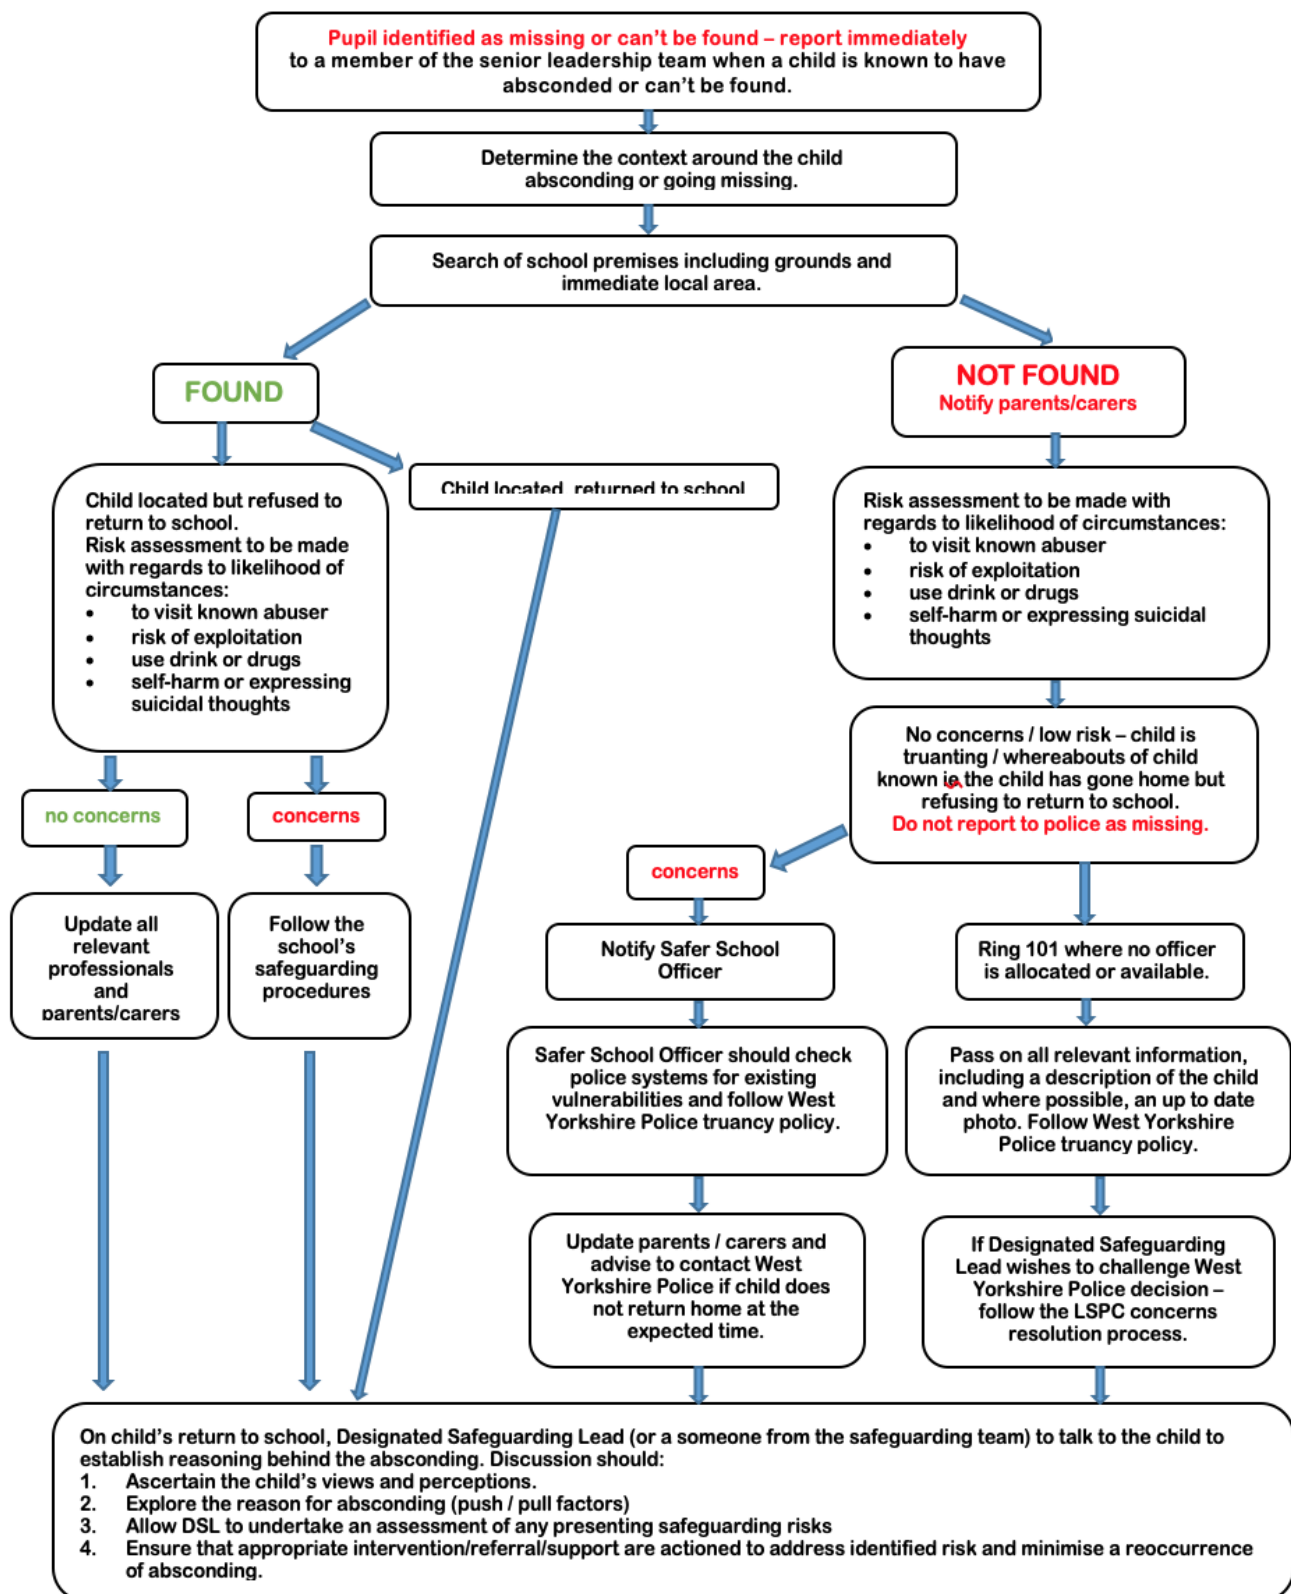 Pupil identified as missing or can't be found – report immediately
to a member of the senior leadership team when a child is known to have
absconded or can't be found.
Determine the context around the child
absconding or going missing.
Search of school premises including grounds and
immediate local area.
FOUND
NOT FOUND
Notify parents/carers
Child located but refused to
return to school.
Risk assessment to be made
with regards to likelihood of
circumstances:
• to visit known abuser
• risk of exploitation
• use drink or drugs
• self-harm or expressing
suicidal thoughts
Child located, returned to school
Risk assessment to be made with
regards to likelihood of circumstances:
• to visit known abuser
• risk of exploitation
• use drink or drugs
• self-harm or expressing suicidal
thoughts
No concerns / low risk – child is
truanting / whereabouts of child
known ie the child has gone home but
refusing to return to school.
Do not report to police as missing.
no concerns
concerns
concerns
Update all
relevant
professionals
and
parents/carers
Follow the
school's
safeguarding
procedures
Notify Safer School
Officer
Ring 101 where no officer
is allocated or available.
Safer School Officer should check
police systems for existing
vulnerabilities and follow West
Yorkshire Police truancy policy.
Pass on all relevant information,
including a description of the child
and where possible, an up to date
photo. Follow West Yorkshire
Police truancy policy.
Update parents / carers and
advise to contact West
Yorkshire Police if child does
not return home at the
expected time.
If Designated Safeguarding
Lead wishes to challenge West
Yorkshire Police decision –
follow the LSPC concerns
resolution process.
On child's return to school, Designated Safeguarding Lead (or a someone from the safeguarding team) to talk to the child to
establish reasoning behind the absconding. Discussion should:
1. Ascertain the child's views and perceptions.
2. Explore the reason for absconding (push / pull factors)
3. Allow DSL to undertake an assessment of any presenting safeguarding risks
4. Ensure that appropriate intervention/referral/support are actioned to address identified risk and minimise a reoccurrence
of absconding.